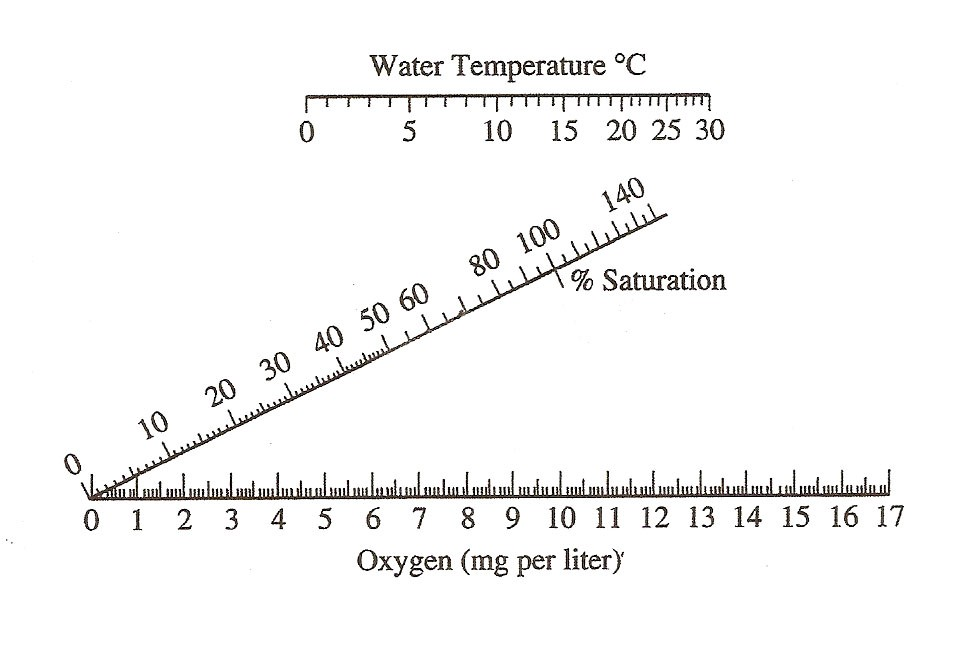 Water Temperature °C
0 5 10 15 20 25 30
0 10 20 30 40 50 60 80 100 140
% Saturation
0 1 2 3 4 5 6 7 8 9 10 11 12 13 14 15 16 17
Oxygen (mg per liter)